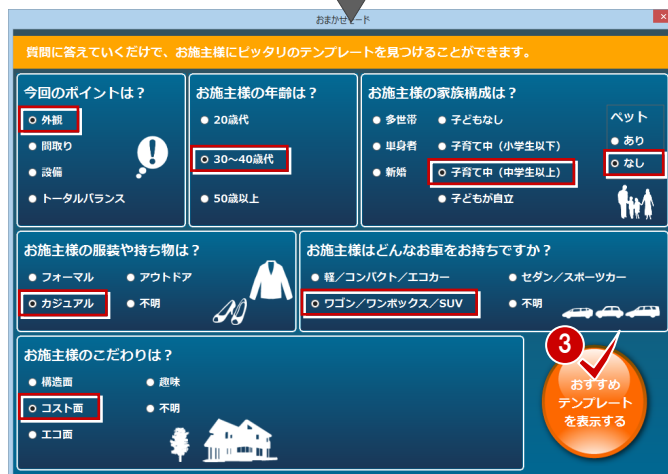 おまかせモード
質問に答えていくだけで、お施主様にピッタリのテンプレートを見つけることができます。
今回のポイントは？
外観
間取り
設備
トータルバランス
お施主様の年齢は？
20歳代
30～40歳代
50歳以上
お施主様の家族構成は？
多世帯
子どもなし
単身者
子育て中（小学生以下）
新婚
子育て中（中学生以上）
子どもが自立
ペット
あり
なし
お施主様の服装や持ち物は？
フォーマル
アウトドア
カジュアル
不明
お施主様はどんなお車をお持ちですか？
軽／コンパクト／エコカー
セダン／スポーツカー
ワゴン／ワンボックス／SUV
不明
お施主様のこだわりは？
構造面
趣味
コスト面
不明
エコ面
3
おすすめ
テンプレート
を表示する